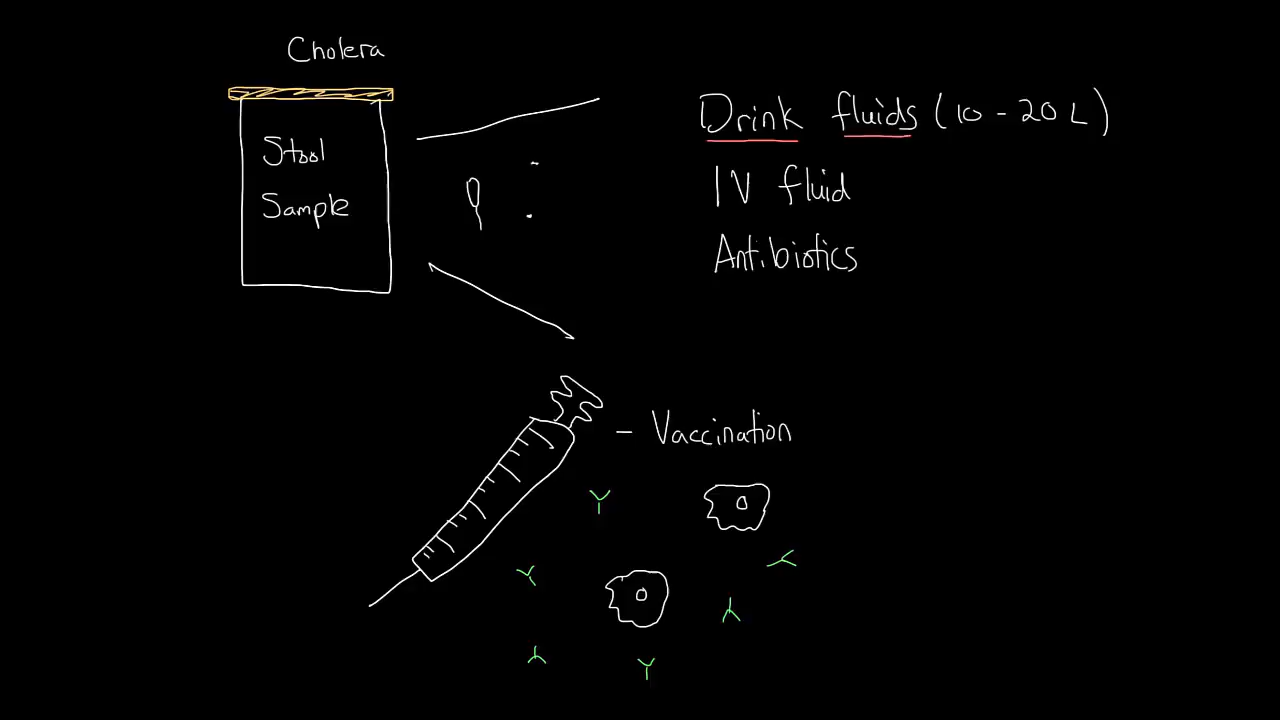 Cholera
Stool
Sample
Drink fluids (10 - 20 L)
IV fluid
Antibiotics
- Vaccination